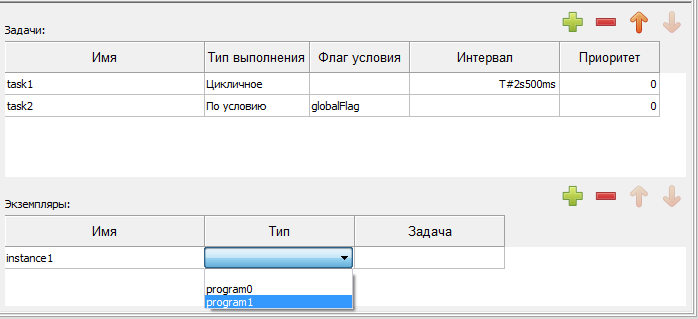 Задачи:
Имя Тип выполнения Флаг условия Интервал Приоритет
task1 Цикличное T#2s500ms 0
task2 По условию globalFlag 0
Экземпляры:
Имя Тип Задача
instance1
program0
program1